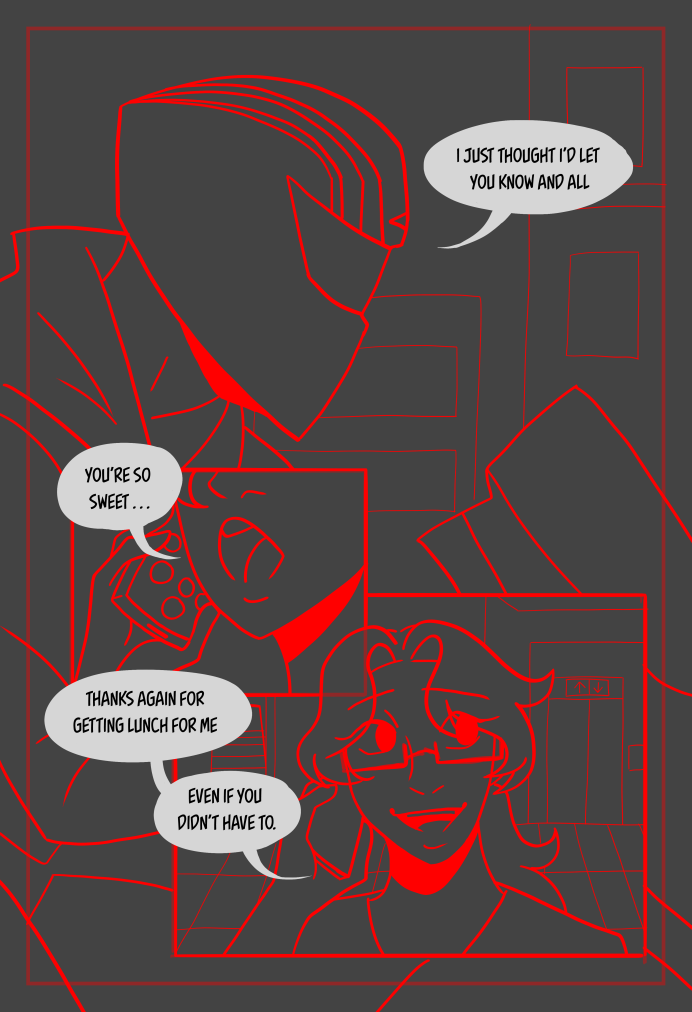 I JUST THOUGHT I'D LET
YOU KNOW AND ALL
YOU'RE SO
SWEET . . .
THANKS AGAIN FOR
GETTING LUNCH FOR ME
EVEN IF YOU
DIDN'T HAVE TO.